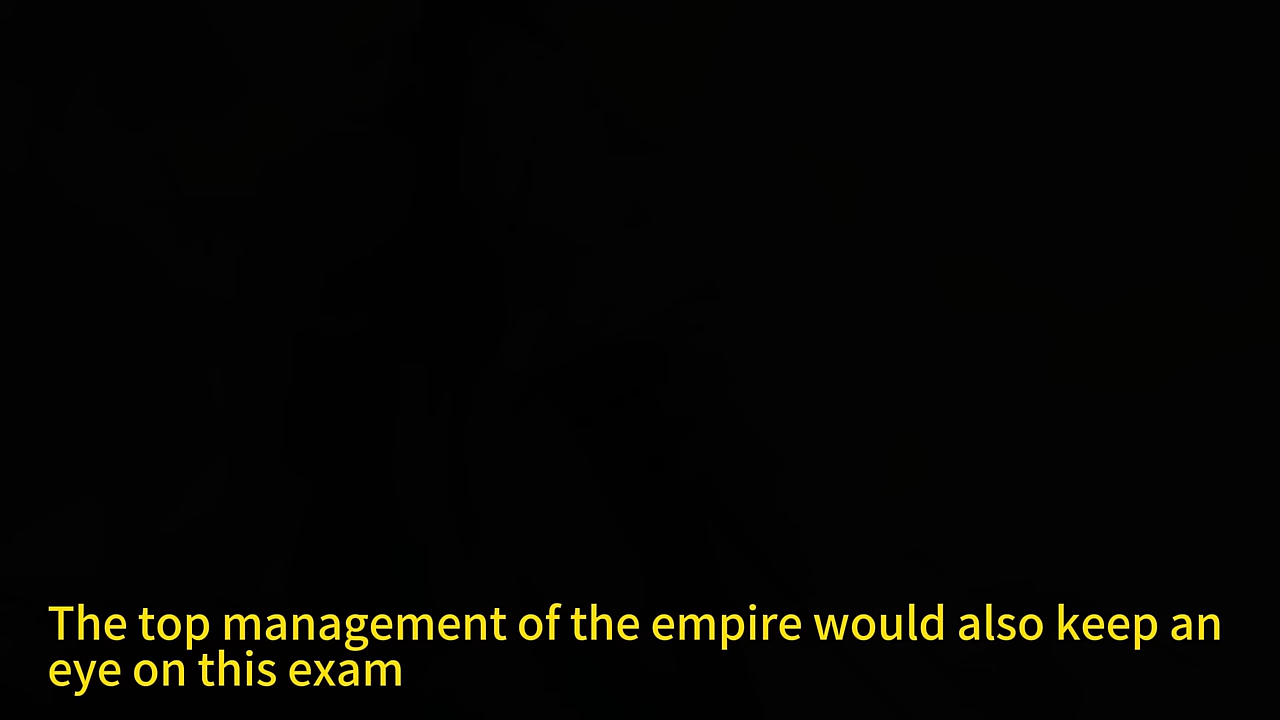 The top management of the empire would also keep an
eye on this exam